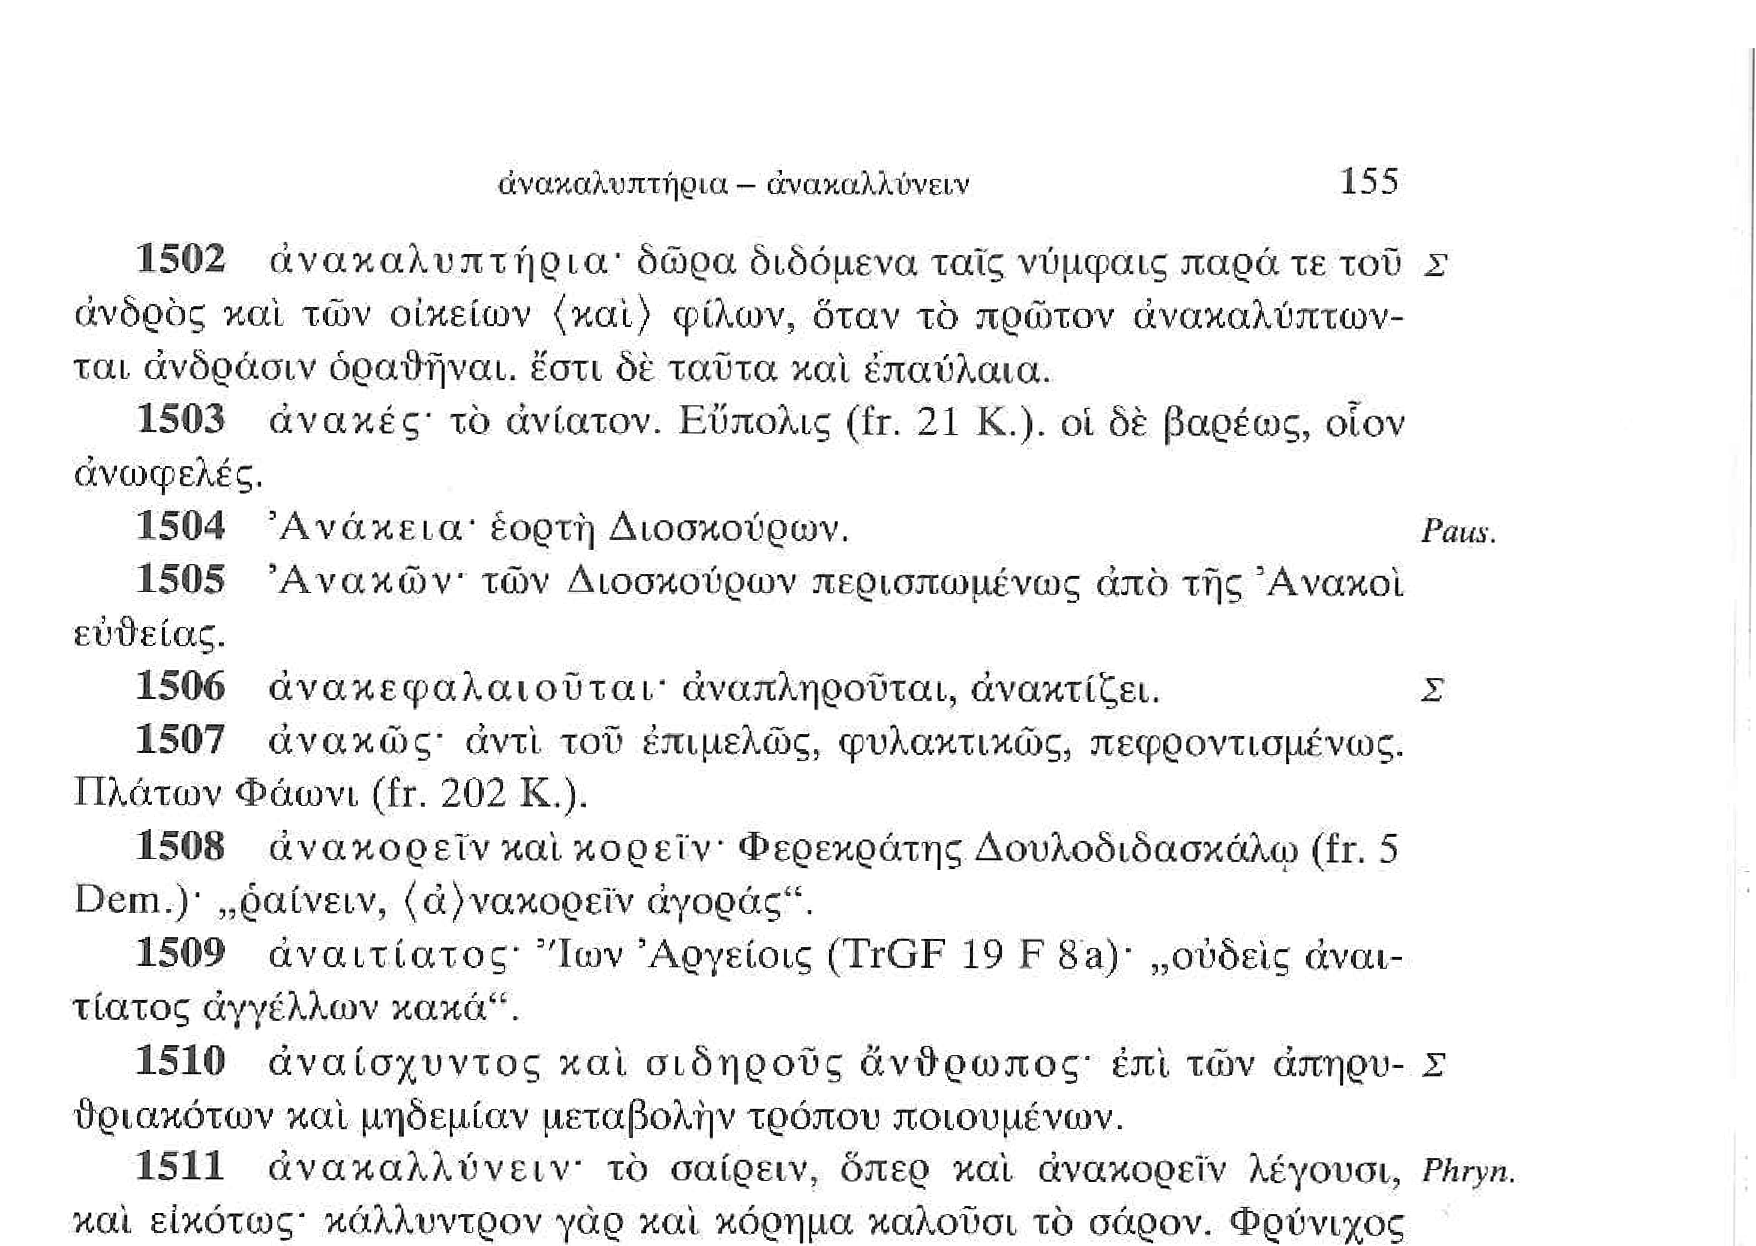 ἀνακαλυπτήρια – ἀνακαλλύνειν 155
1502 ἀνακαλυπτήρια· δῶρα διδόμενα ταῖς νύμφαις παρά τε τοῦ Σ
ἀνδρὸς καὶ τῶν οἰκείων ⟨καὶ⟩ φίλων, ὅταν τὸ πρῶτον ἀνακαλύπτων-
ται ἀνδράσιν ὁραθῆναι. ἔστι δὲ ταῦτα καὶ ἐπαύλαια.
1503 ἀνακές· τὸ ἀνίατον. Εὔπολις (fr. 21 K.). οἱ δὲ βαρέως, οἷον
ἀνωφελές.
1504 Ἀνάκεια· ἑορτὴ Διοσκούρων. Paus.
1505 Ἀνακῶν· τῶν Διοσκούρων περισπωμένως ἀπὸ τῆς Ἀνακοὶ
εὐθείας.
1506 ἀνακεφαλαιοῦται· ἀναπληροῦται, ἀνακτίζει. Σ
1507 ἀνακῶς· ἀντὶ τοῦ ἐπιμελῶς, φυλακτικῶς, πεφροντισμένως.
Πλάτων Φάωνι (fr. 202 K.).
1508 ἀνακορεῖν καὶ κορεῖν· Φερεκράτης Δουλοδιδασκάλῳ (fr. 5
Dem.)· „ῥαίνειν, ⟨ἀ⟩νακορεῖν ἀγοράς“.
1509 ἀναιτίατος· Ἴων Ἀργείοις (TrGF 19 F 8a)· „οὐδεὶς ἀναι-
τίατος ἀγγέλλων κακά“.
1510 ἀναίσχυντος καὶ σιδηροῦς ἄνθρωπος· ἐπὶ τῶν ἀπηρυ- Σ
θριακότων καὶ μηδεμίαν μεταβολὴν τρόπου ποιουμένων.
1511 ἀνακαλλύνειν· τὸ σαίρειν, ὅπερ καὶ ἀνακορεῖν λέγουσι, Phryn.
καὶ εἰκότως· κάλλυντρον γὰρ καὶ κόρημα καλοῦσι τὸ σάρον. Φρύνιχος